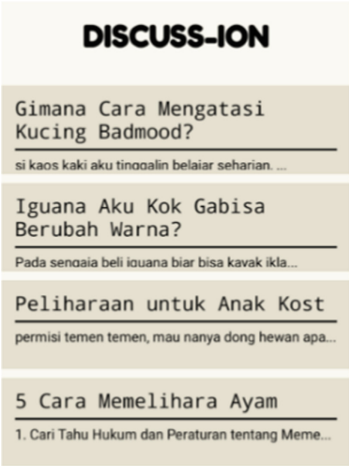 DISCUSS-ION
Gimana Cara Mengatasi
Kucing Badmood?
si kaos kaki aku tinggalin belajar seharian. ...
Iguana Aku Kok Gabisa
Berubah Warna?
Pada sengaja beli iguana biar bisa kayak ikla...
Peliharaan untuk Anak Kost
permisi temen temen, mau nanya dong hewan apa...
5 Cara Memelihara Ayam
1. Cari Tahu Hukum dan Peraturan tentang Meme...